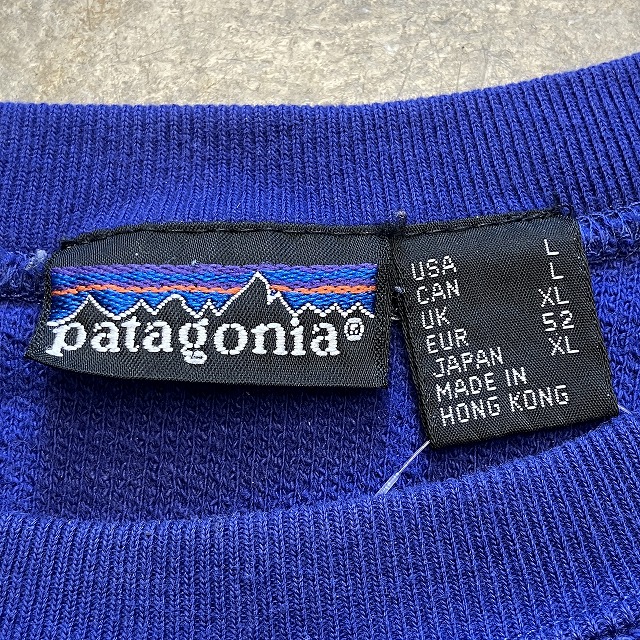 patagonia®
USA L
CAN L
UK XL
EUR 52
JAPAN XL
MADE IN
HONG KONG